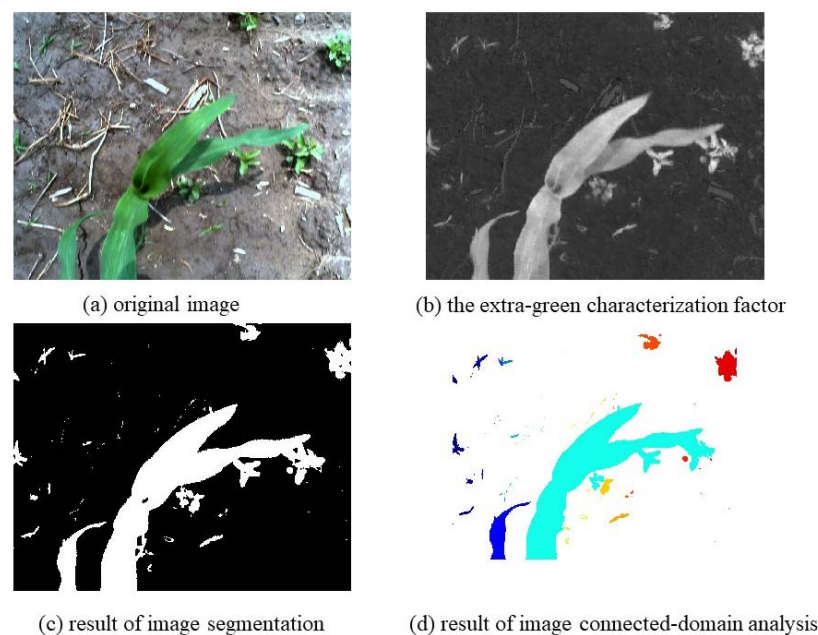 (a) original image
(b) the extra-green characterization factor
(c) result of image segmentation
(d) result of image connected-domain analysis